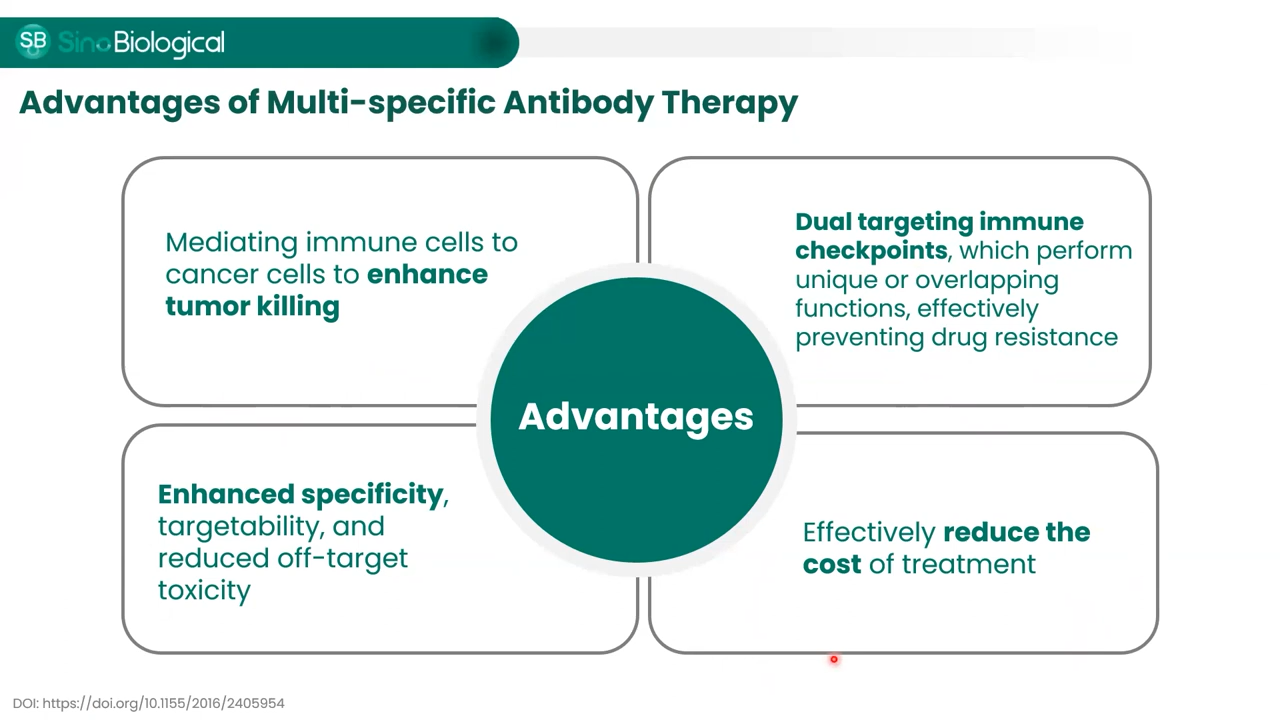 SB SinoBiological
Advantages of Multi-specific Antibody Therapy
Mediating immune cells to
cancer cells to enhance
tumor killing
Dual targeting immune
checkpoints, which perform
unique or overlapping
functions, effectively
preventing drug resistance
Advantages
Enhanced specificity,
targetability, and
reduced off-target
toxicity
Effectively reduce the
cost of treatment
DOI: https://doi.org/10.1155/2016/2405954